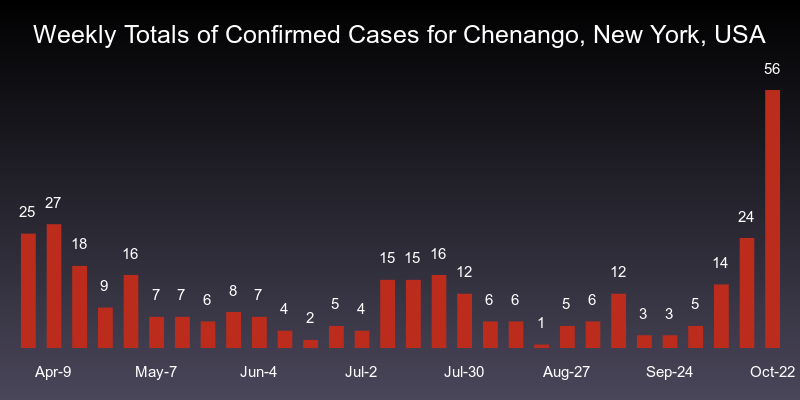 Weekly Totals of Confirmed Cases for Chenango, New York, USA
25 27 18 9 16 7 7 6 8 7 4 2 5 4 15 15 16 12 6 6 1 5 6 12 3 3 5 14 24 56
Apr-9 May-7 Jun-4 Jul-2 Jul-30 Aug-27 Sep-24 Oct-22